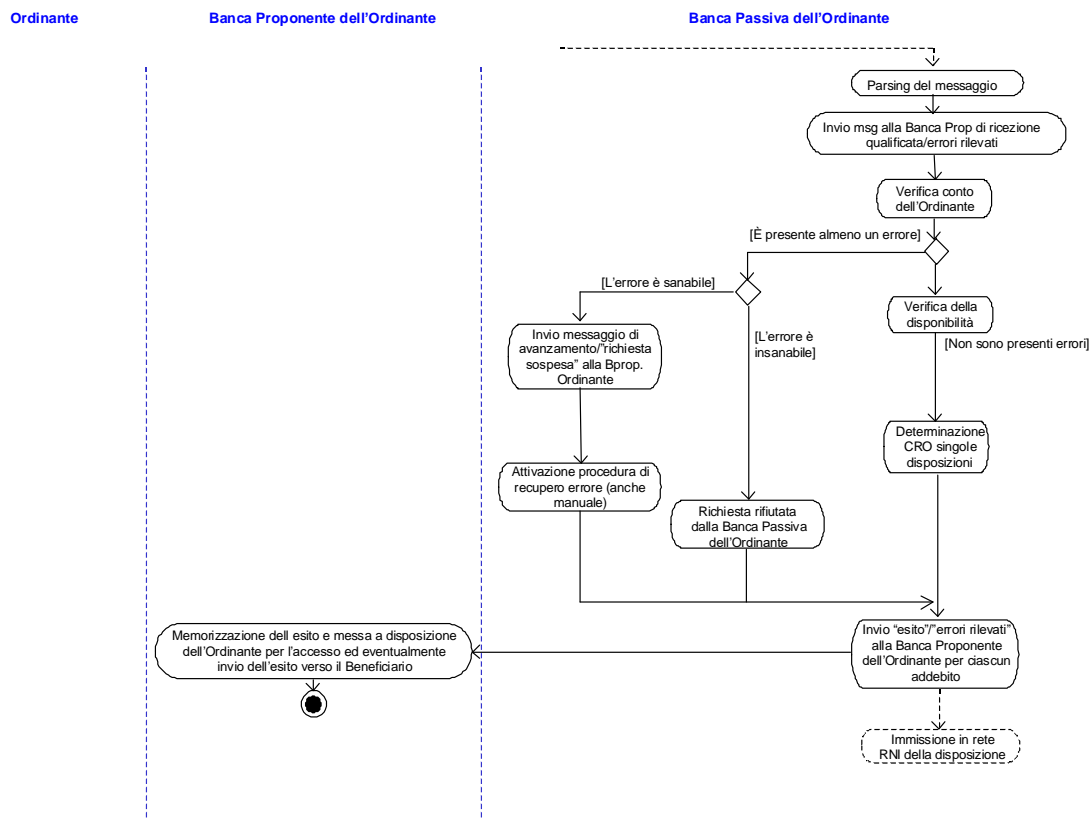 Ordinante
Banca Proponente dell'Ordinante
Banca Passiva dell'Ordinante
Parsing del messaggio
Invio msg alla Banca Prop di ricezione
qualificata/errori rilevati
Verifica conto
dell'Ordinante
[È presente almeno un errore]
[L'errore è sanabile]
Verifica della
disponibilità
Invio messaggio di
avanzamento/"richiesta
sospesa" alla Bprop.
Ordinante
[L'errore è
insanabile]
[Non sono presenti errori]
Determinazione
CRO singole
disposizioni
Attivazione procedura di
recupero errore (anche
manuale)
Richiesta rifiutata
dalla Banca Passiva
dell'Ordinante
Memorizzazione dell esito e messa a disposizione
dell'Ordinante per l'accesso ed eventualmente
invio dell'esito verso il Beneficiario
Invio "esito"/"errori rilevati"
alla Banca Proponente
dell'Ordinante per ciascun
addebito
Immissione in rete
RNI della disposizione